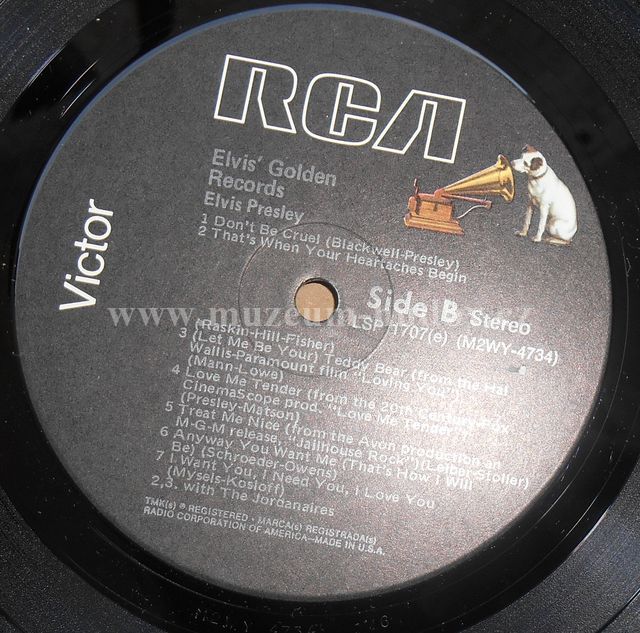 RCA
Victor
Elvis' Golden
Records
Elvis Presley
1 Don't Be Cruel (Blackwell-Presley)
2 That's When Your Heartaches Begin
Side B Stereo
LSP-1707(e) (M2WY-4734)
(Raskin-Hill-Fisher)
3 (Let Me Be Your) Teddy Bear (from the Hal
Wallis-Paramount film "Loving You")
(Mann-Lowe)
4 Love Me Tender (from the 20th Century-Fox
CinemaScope prod. "Love Me Tender")
(Presley-Matson)
5 Treat Me Nice (from the Avon production an
M-G-M release, "Jailhouse Rock") (Leiber-Stoller)
6 Anyway You Want Me (That's How I Will
Be) (Schroeder-Owens)
7 I Want You, I Need You, I Love You
(Mysels-Kosloff)
2,3. with The Jordanaires
TMK(s) ® REGISTERED • MARCA(s) REGISTRADA(s)
RADIO CORPORATION OF AMERICA—MADE IN U.S.A.
www.muzeum